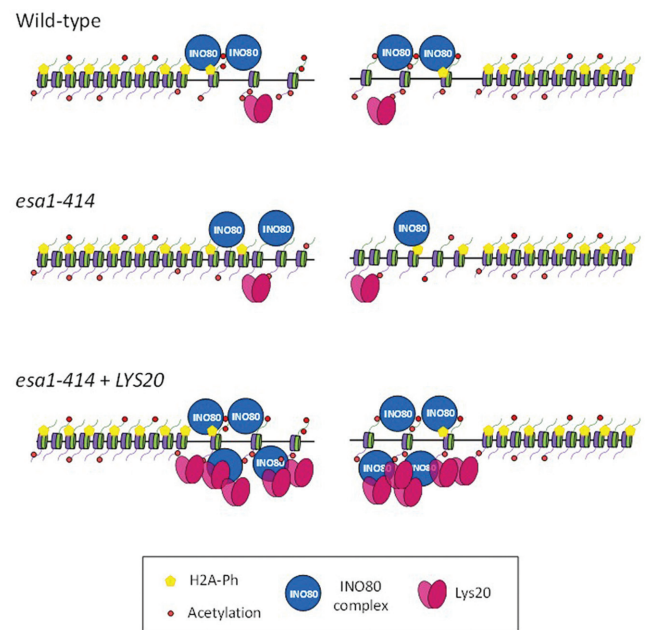 Wild-type
INO80 INO80 INO80 INO80
esa1-414
INO80 INO80 INO80
esa1-414 + LYS20
INO80 INO80 INO80 INO80
INO80 INO80
H2A-Ph
Acetylation
INO80
INO80
complex
Lys20